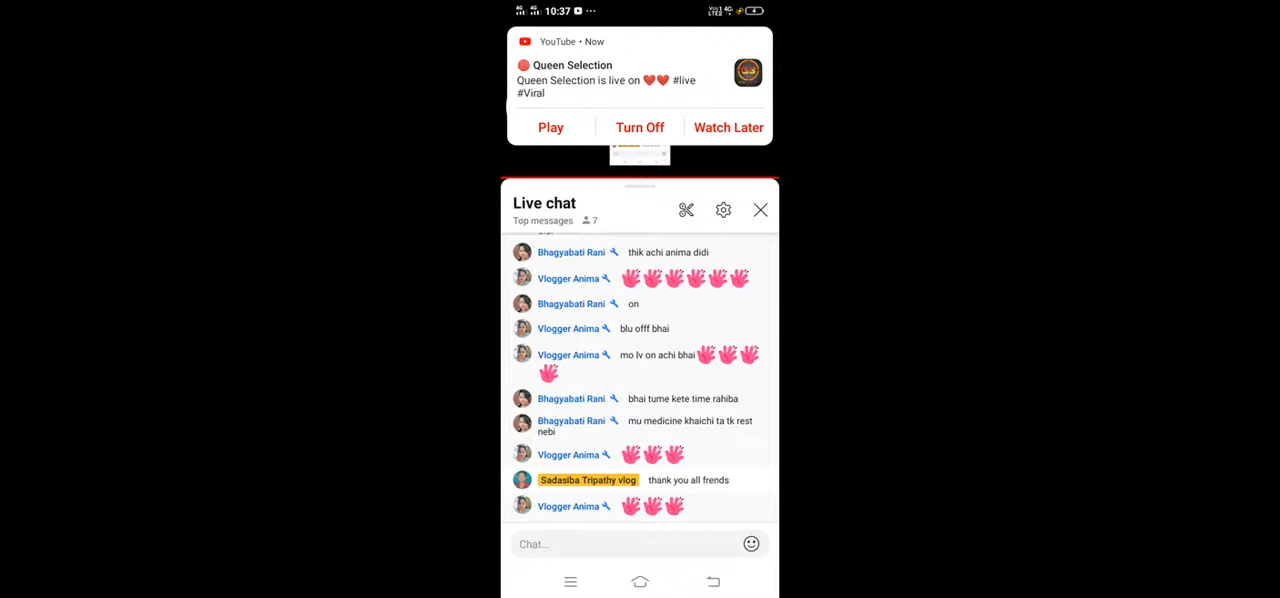 10:37
4
YouTube • Now
Queen Selection
Queen Selection is live on ❤️❤️ #live
#Viral
Play Turn Off Watch Later
Live chat
Top messages 7
Bhagyabati Rani thik achi anima didi
Vlogger Anima
Bhagyabati Rani on
Vlogger Anima blu offf bhai
Vlogger Anima mo lv on achi bhai
Bhagyabati Rani bhai tume kete time rahiba
Bhagyabati Rani mu medicine khaichi ta tk rest
nebi
Vlogger Anima
Sadasiba Tripathy vlog thank you all frends
Vlogger Anima
Chat...